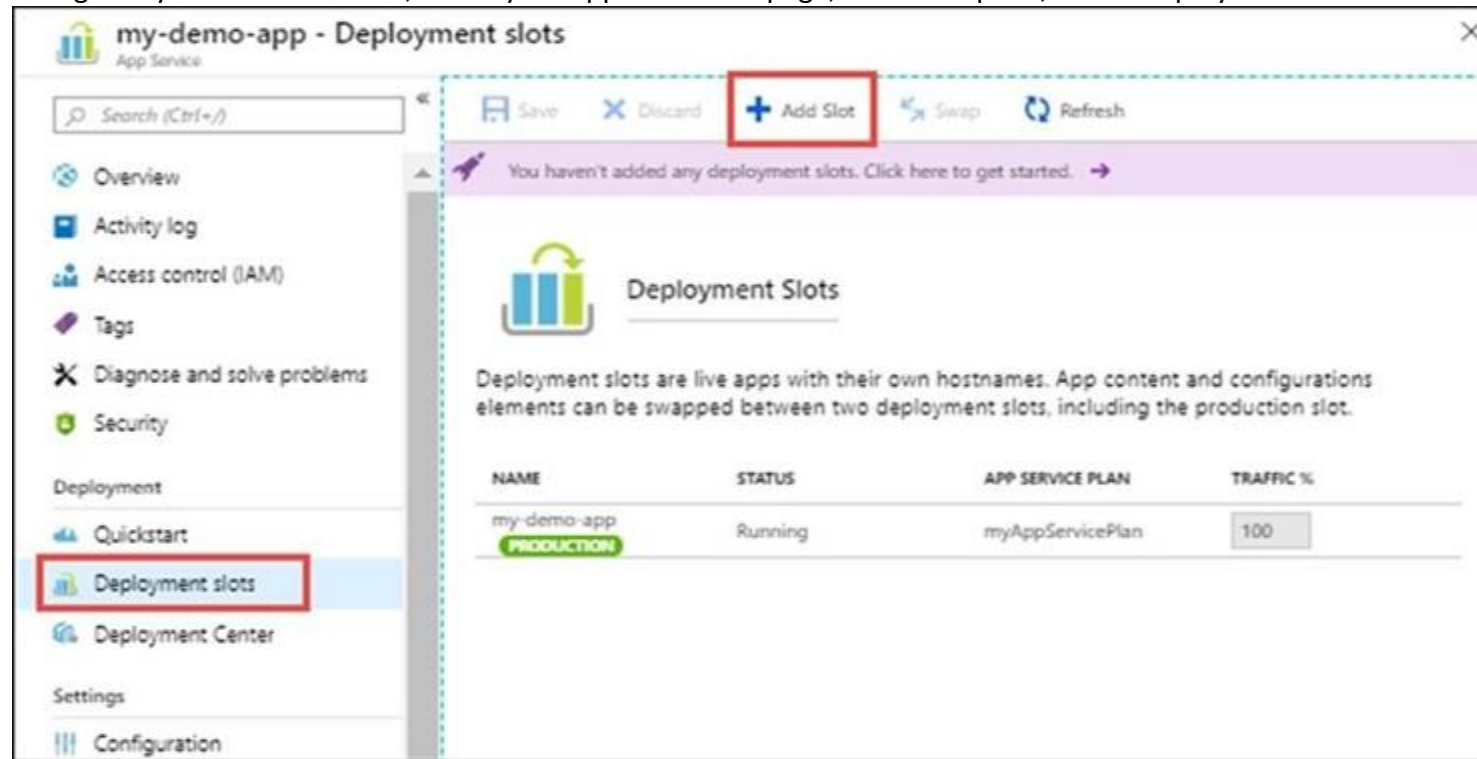 my-demo-app - Deployment slots
App Service
Search (Ctrl+/)
Overview
Activity log
Access control (IAM)
Tags
Diagnose and solve problems
Security
Deployment
Quickstart
Deployment slots
Deployment Center
Settings
Configuration
Save Discard Add Slot Swap Refresh
You haven't added any deployment slots. Click here to get started.
Deployment Slots
Deployment slots are live apps with their own hostnames. App content and configurations
elements can be swapped between two deployment slots, including the production slot.
NAME STATUS APP SERVICE PLAN TRAFFIC %
my-demo-app Running myAppServicePlan 100
PRODUCTION